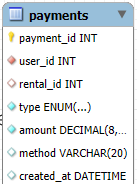 payments
payment_id INT
user_id INT
rental_id INT
type ENUM(...)
amount DECIMAL(8,...
method VARCHAR(20)
created_at DATETIME